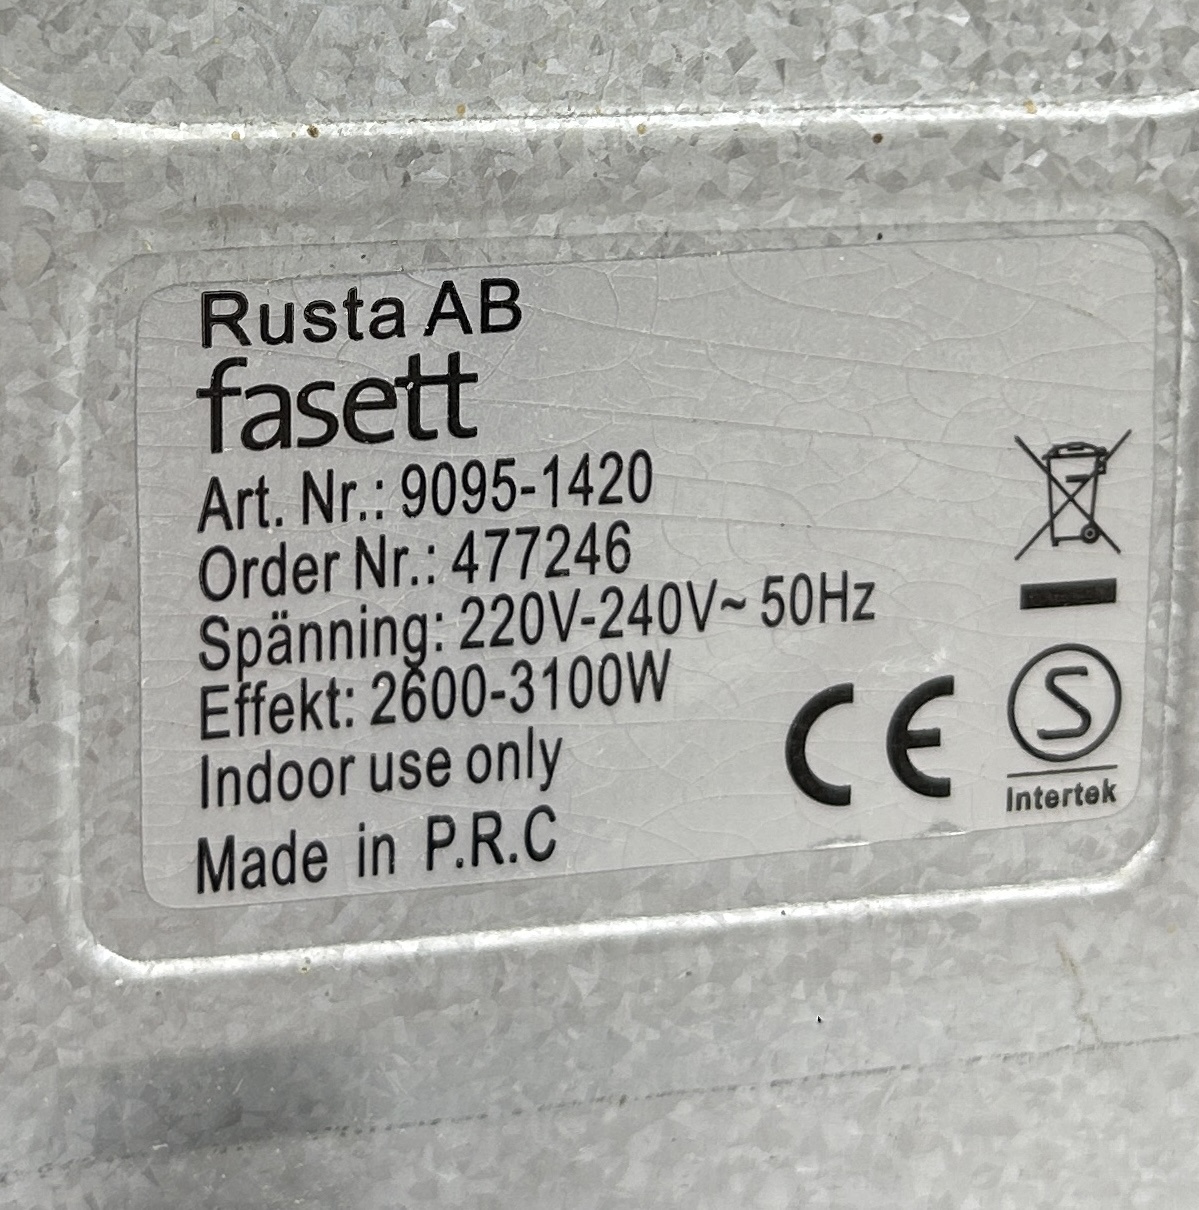 Rusta AB
fasett
Art. Nr.: 9095-1420
Order Nr.: 477246
Spänning: 220V-240V~ 50Hz
Effekt: 2600-3100W
Indoor use only
Made in P.R.C
CE
S
Intertek